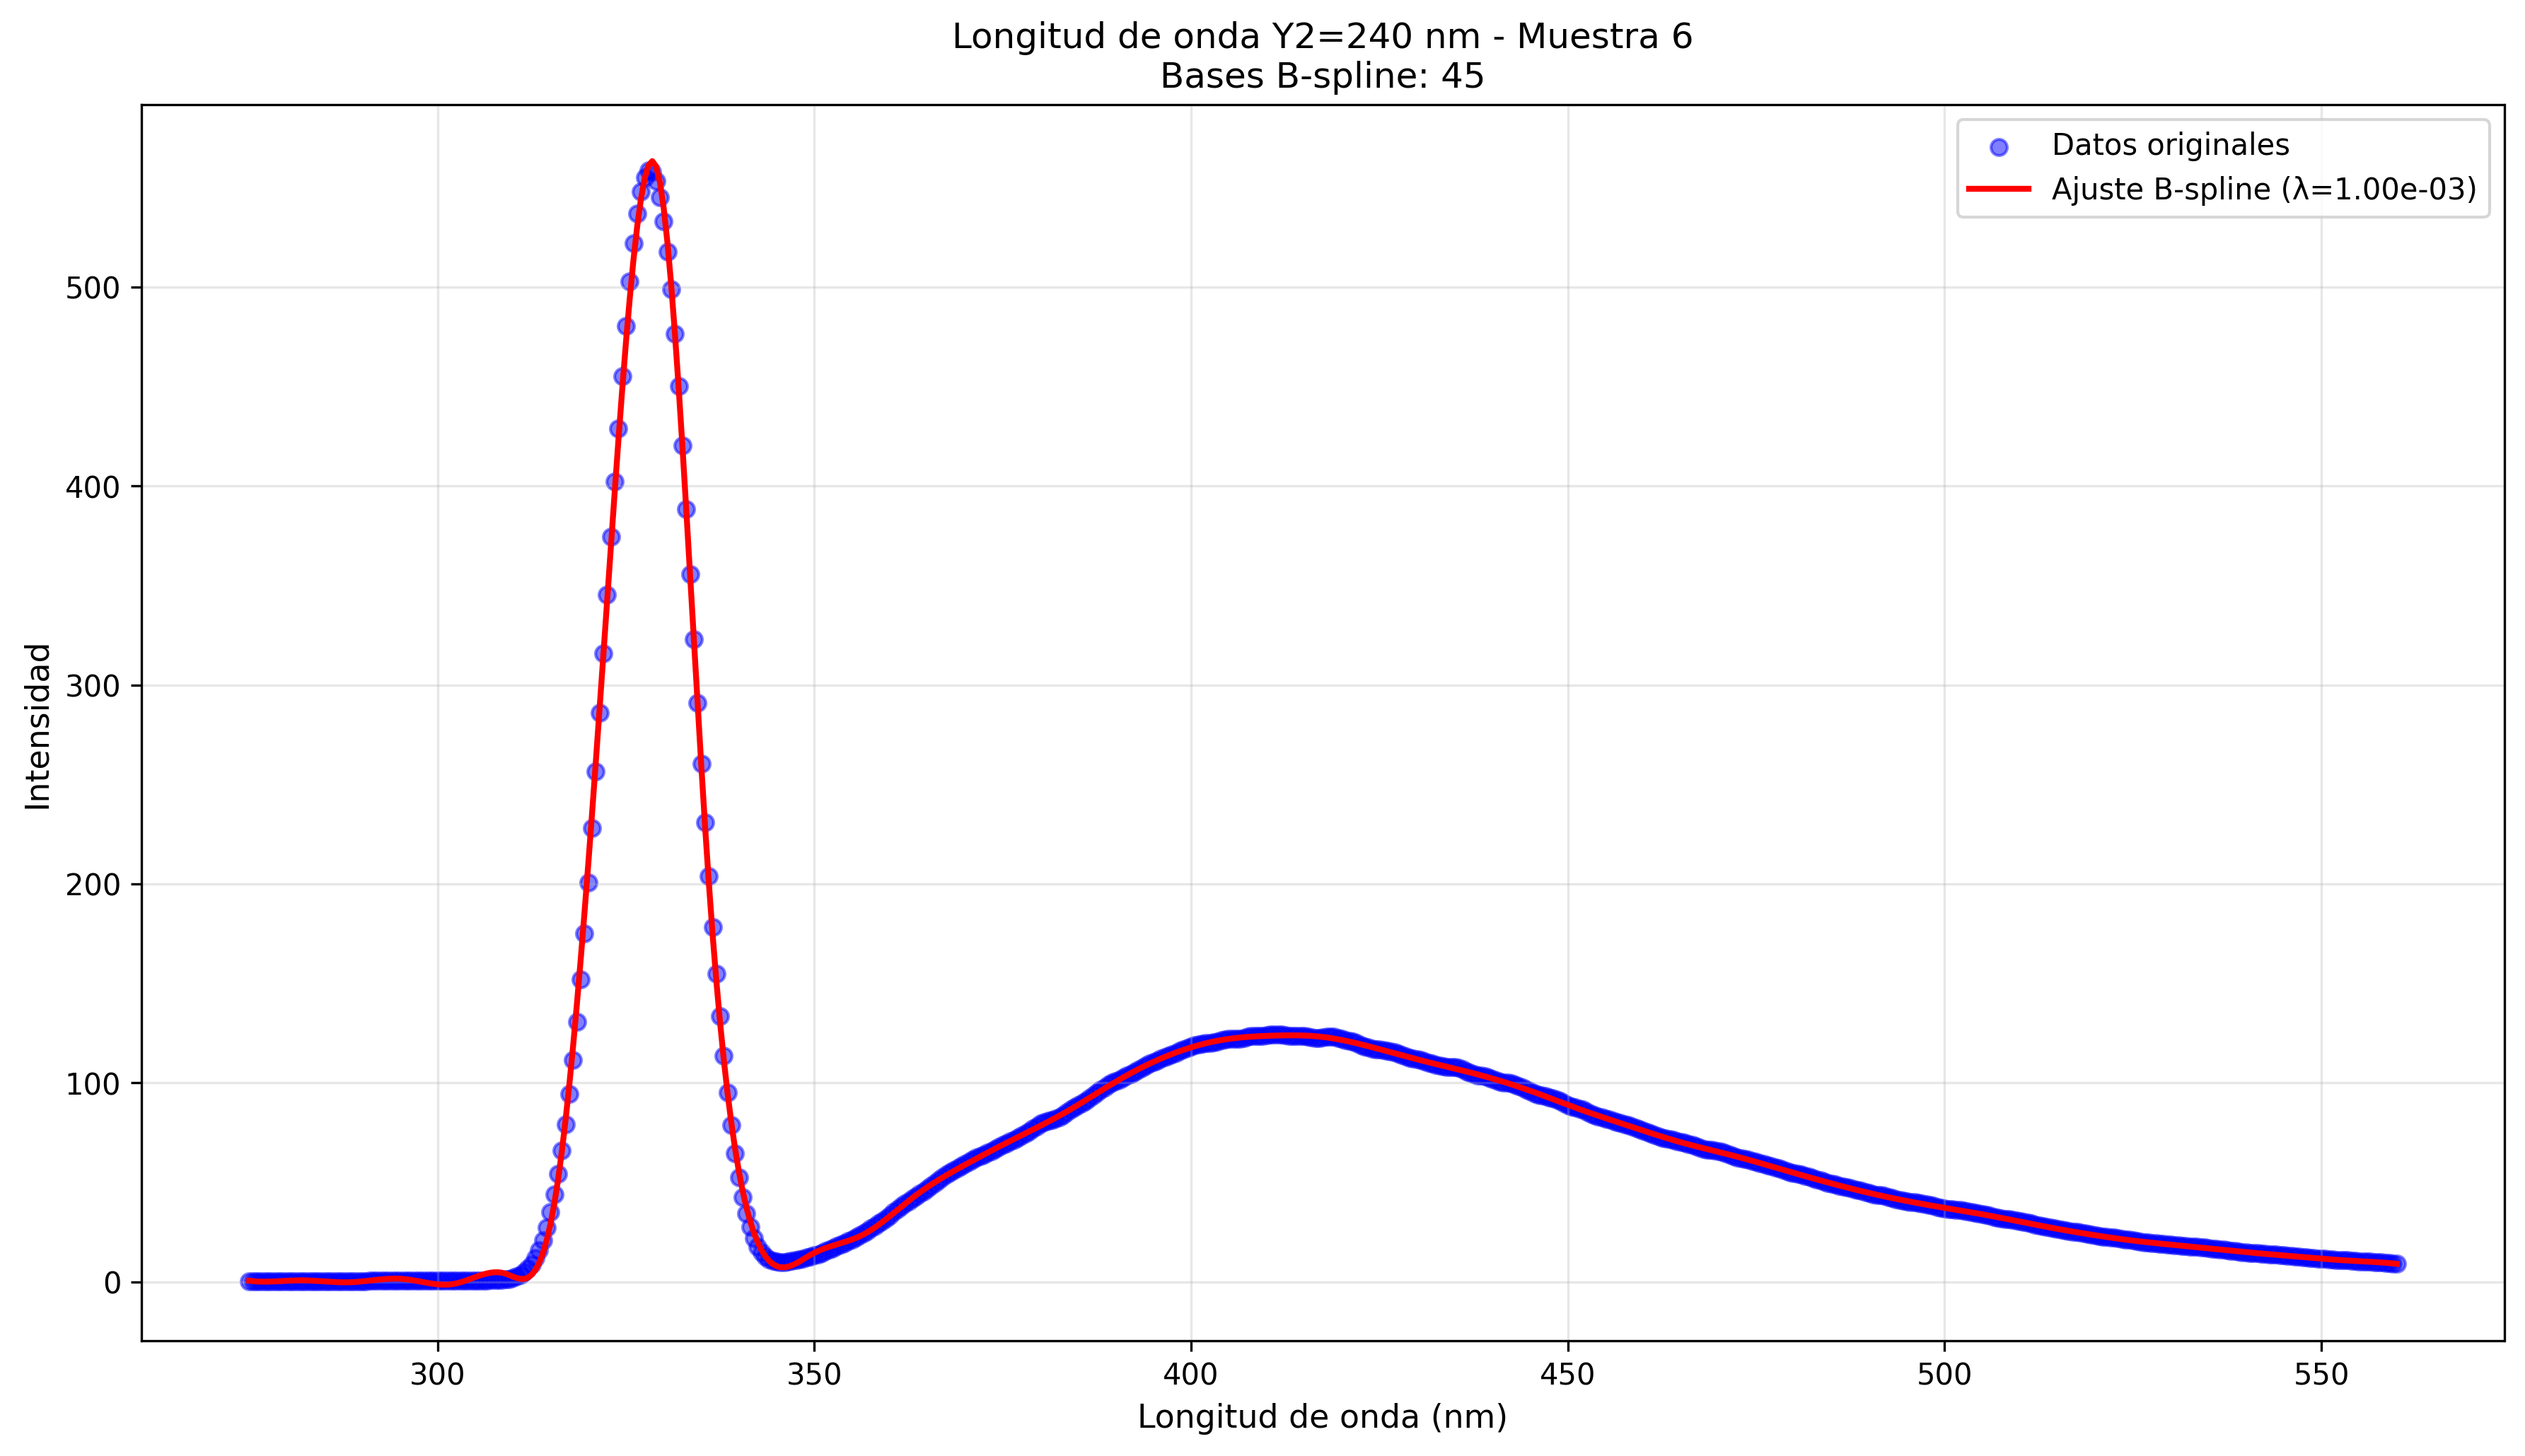 Longitud de onda Y2=240 nm - Muestra 6
Bases B-spline: 45
Datos originales
Ajuste B-spline (λ=1.00e-03)
Intensidad
500
400
300
200
100
0
300 350 400 450 500 550
Longitud de onda (nm)